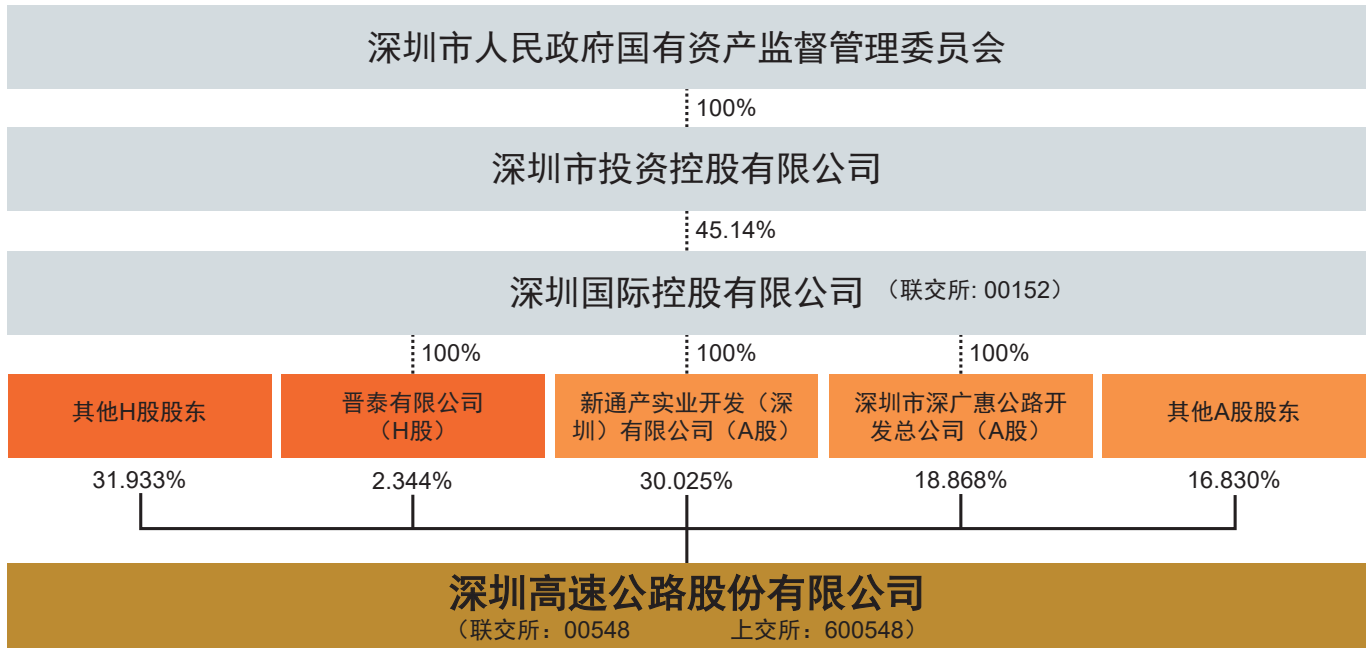 深圳市人民政府国有资产监督管理委员会
100%
深圳市投资控股有限公司
45.14%
深圳国际控股有限公司 （联交所: 00152）
100% 100% 100%
其他H股股东
晋泰有限公司
（H股）
新通产实业开发（深
圳）有限公司（A股）
深圳市深广惠公路开
发总公司（A股）
其他A股股东
31.933% 2.344% 30.025% 18.868% 16.830%
深圳高速公路股份有限公司
（联交所：00548 上交所：600548）